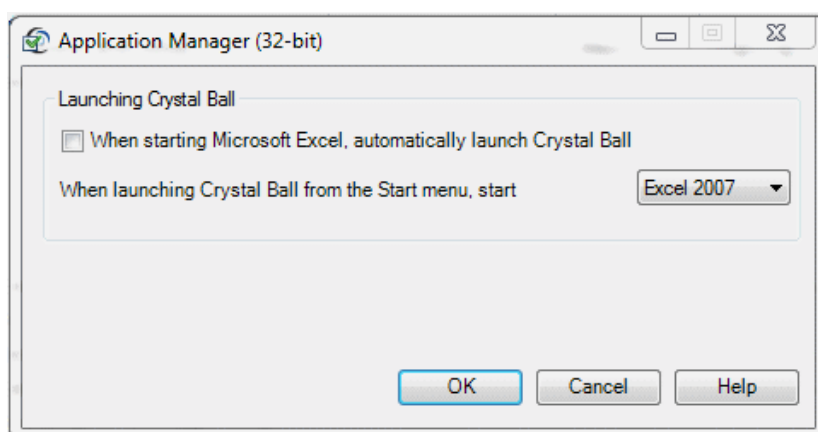 Application Manager (32-bit)
Launching Crystal Ball
When starting Microsoft Excel, automatically launch Crystal Ball
When launching Crystal Ball from the Start menu, start Excel 2007
OK Cancel Help